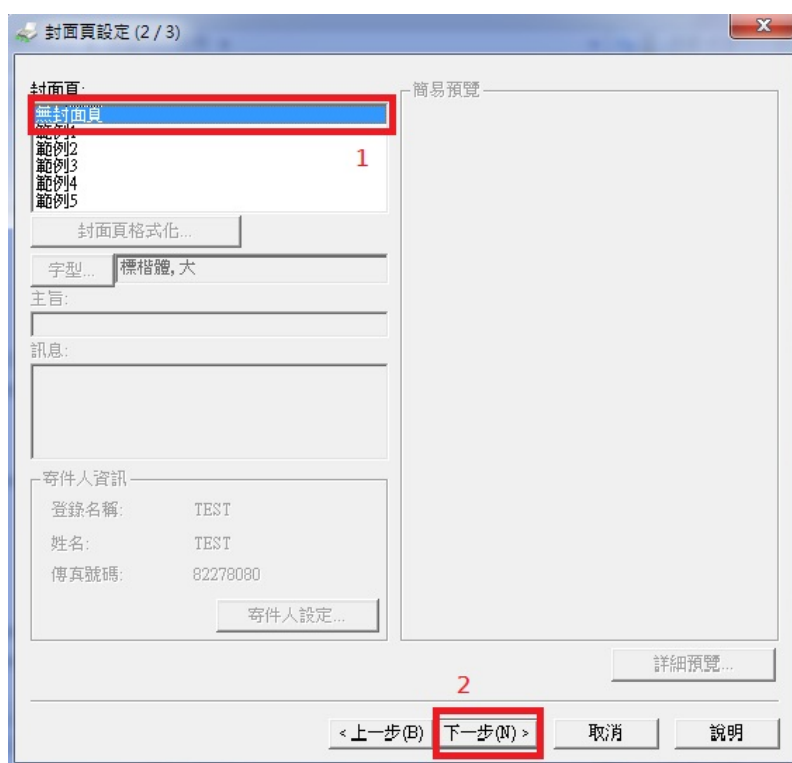 封面頁設定 (2 / 3)
X
封面頁:
簡易預覽
無封面頁
範例1
範例2
範例3
範例4
範例5
1
封面頁格式化...
字型...
標楷體, 大
主旨:
訊息:
寄件人資訊
登錄名稱: TEST
姓名: TEST
傳真號碼: 82278080
寄件人設定...
詳細預覽...
2
<上一步(B)
下一步(N) >
取消
說明